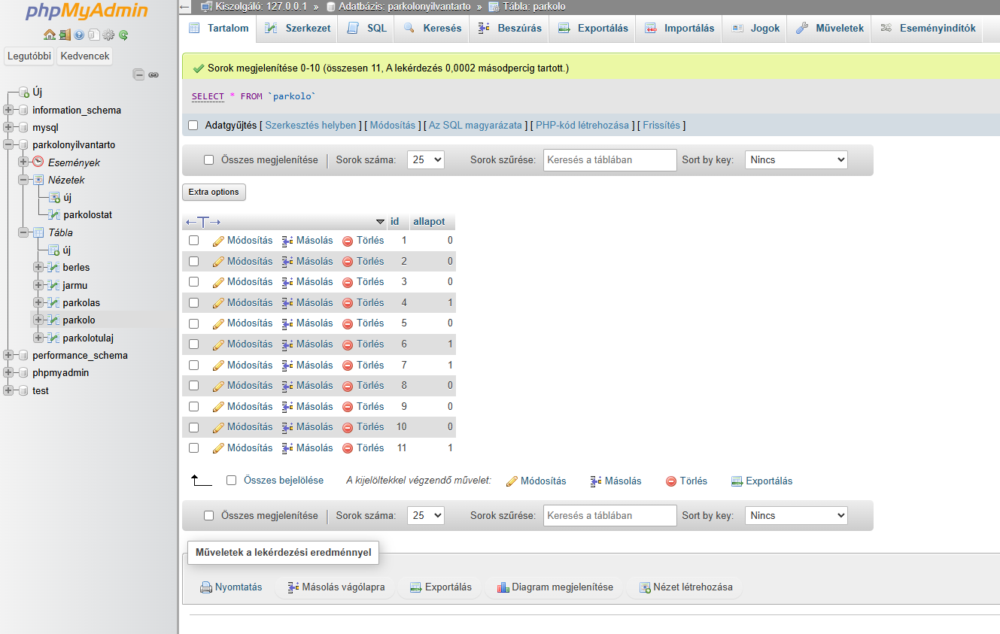 phpMyAdmin
Legutóbbi Kedvencek
Új
information_schema
mysql
parkolonyilvantarto
Események
Nézetek
új
parkolostat
Tábla
új
berles
jarmu
parkolas
parkolo
parkolotulaj
performance_schema
phpmyadmin
test
Kiszolgáló: 127.0.0.1 » Adatbázis: parkolonyilvantarto » Tábla: parkolo
Tartalom Szerkezet SQL Keresés Beszúrás Exportálás Importálás Jogok Műveletek Eseményindítók
Sorok megjelenítése 0-10 (összesen 11, A lekérdezés 0,0002 másodpercig tartott.)
SELECT * FROM `parkolo`
Adatgyűjtés [ Szerkesztés helyben ] [ Módosítás ] [ Az SQL magyarázata ] [ PHP-kód létrehozása ] [ Frissítés ]
Összes megjelenítése | Sorok száma: 25 Sorok szűrése: Keresés a táblában Sort by key: Nincs
Extra options
←T→ id allapot
Módosítás Másolás Törlés 1 0
Módosítás Másolás Törlés 2 0
Módosítás Másolás Törlés 3 0
Módosítás Másolás Törlés 4 1
Módosítás Másolás Törlés 5 0
Módosítás Másolás Törlés 6 1
Módosítás Másolás Törlés 7 1
Módosítás Másolás Törlés 8 0
Módosítás Másolás Törlés 9 0
Módosítás Másolás Törlés 10 0
Módosítás Másolás Törlés 11 1
Összes bejelölése A kijelöltekkel végzendő művelet: Módosítás Másolás Törlés Exportálás
Összes megjelenítése | Sorok száma: 25 Sorok szűrése: Keresés a táblában Sort by key: Nincs
Műveletek a lekérdezési eredménnyel
Nyomtatás Másolás vágólapra Exportálás Diagram megjelenítése Nézet létrehozása